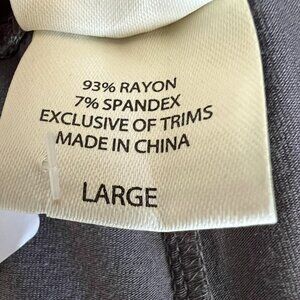 93% RAYON
7% SPANDEX
EXCLUSIVE OF TRIMS
MADE IN CHINA
LARGE